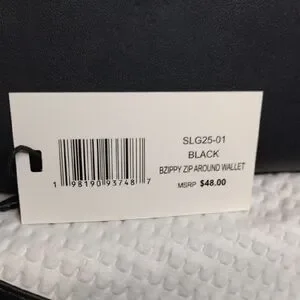 SLG25-01
BLACK
BZIPPY ZIP AROUND WALLET
MSRP $48.00
1 98190 93748 7